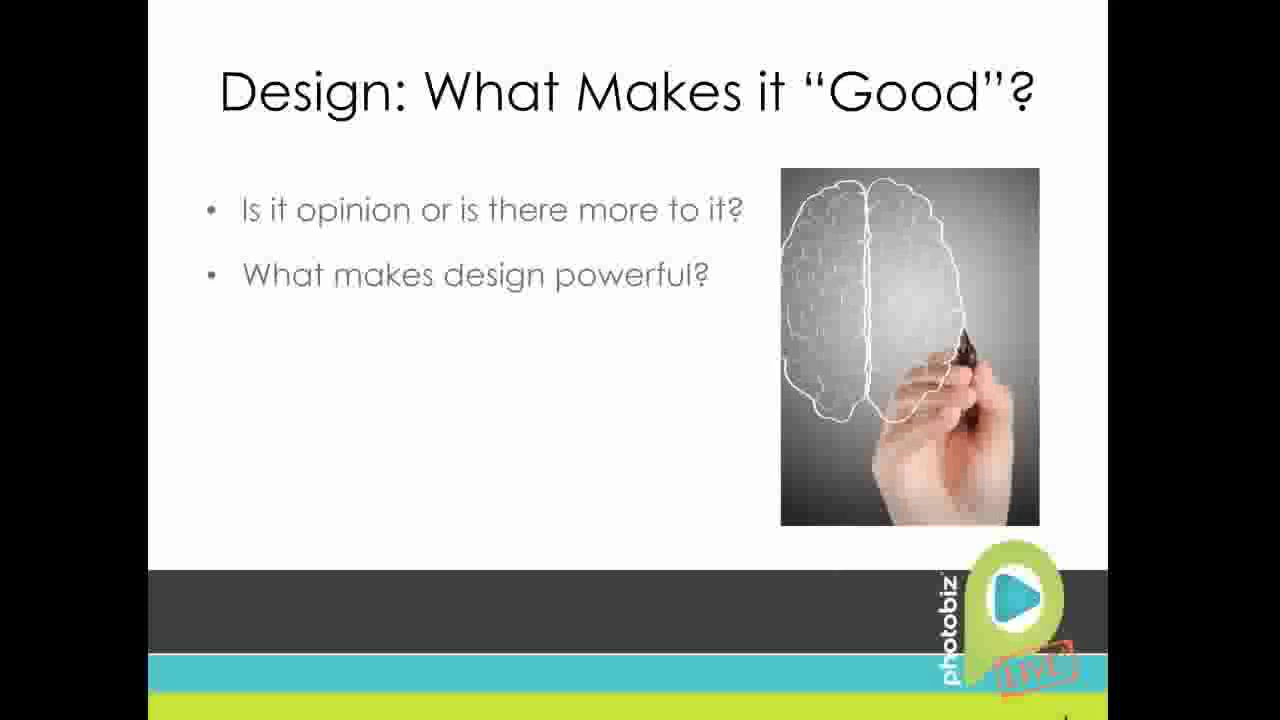 Design: What Makes it “Good”?
• Is it opinion or is there more to it?
• What makes design powerful?
photobiz
LIVE